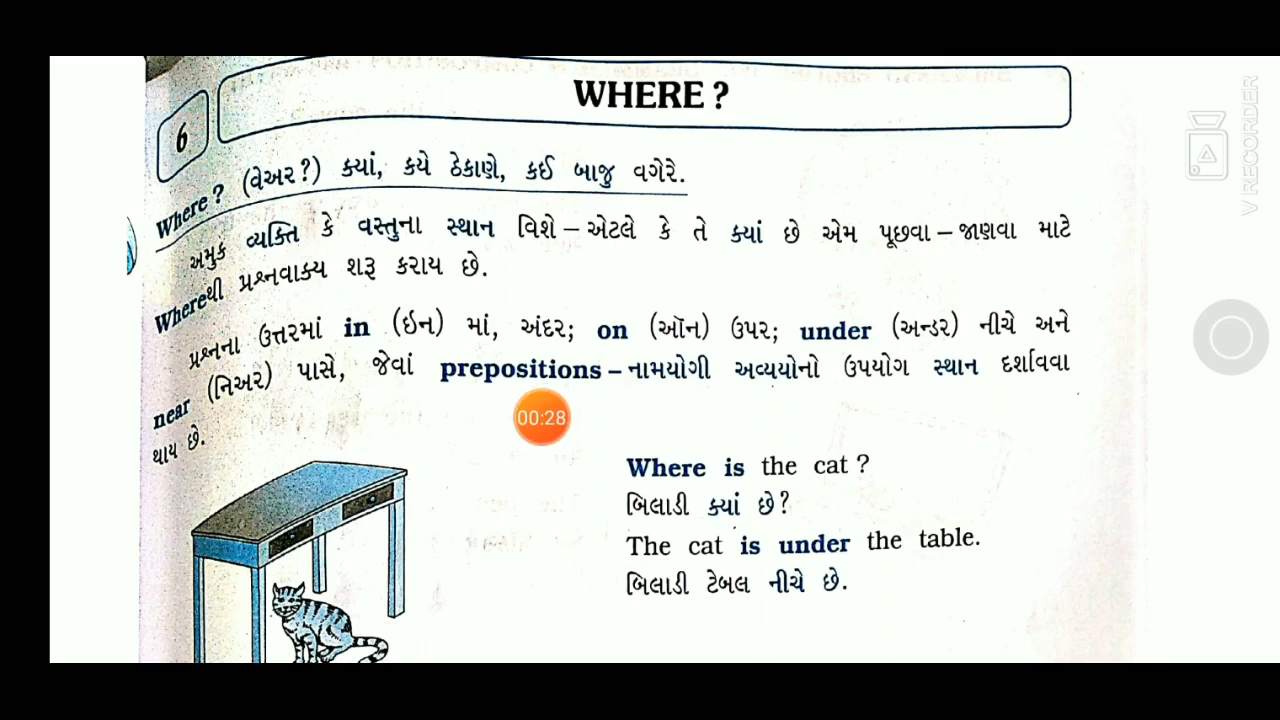 WHERE ?
6
Where ? (વેઅર ?) ક્યાં, કયે ઠેકાણે, કઈ બાજુ વગેરે.
અમુક વ્યક્તિ કે વસ્તુના સ્થાન વિશે – એટલે કે તે ક્યાં છે એમ પૂછવા – જાણવા માટે
Whereથી પ્રશ્નવાક્ય શરૂ કરાય છે.
પ્રશ્નના ઉત્તરમાં in (ઇન) માં, અંદર; on (ઑન) ઉપર; under (અન્ડર) નીચે અને
near (નિઅર) પાસે, જેવાં prepositions – નામયોગી અવ્યયોનો ઉપયોગ સ્થાન દર્શાવવા
થાય છે.
00:28
Where is the cat ?
બિલાડી ક્યાં છે?
The cat is under the table.
બિલાડી ટેબલ નીચે છે.
V RECORDER